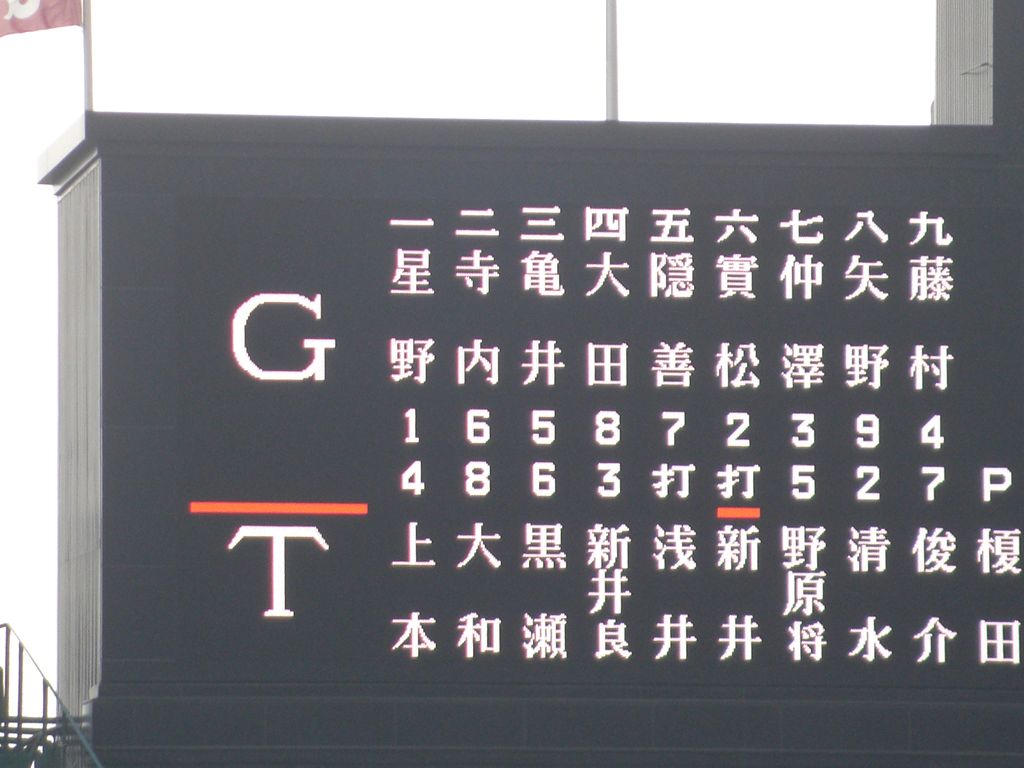 一 二 三 四 五 六 七 八 九
G
星野 寺内 亀井 大田 隠善 實松 仲澤 矢野 藤村
1 6 5 8 7 2 3 9 4
4 8 6 3 打 打 5 2 7 P
T
上本 大和 黒瀬 新井良 浅井 新井 野原将 清水 俊介 榎田